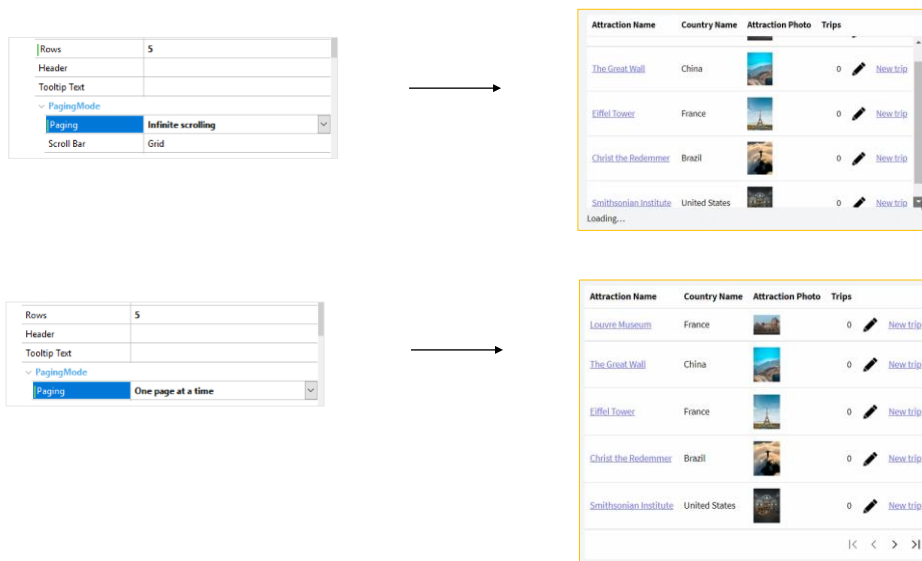 Rows 5
Header
Tooltip Text
PagingMode
Paging Infinite scrolling
Scroll Bar Grid
Attraction Name Country Name Attraction Photo Trips
The Great Wall China 0 New trip
Eiffel Tower France 0 New trip
Christ the Redemmer Brazil 0 New trip
Smithsonian Institute United States 0 New trip
Loading...
Rows 5
Header
Tooltip Text
PagingMode
Paging One page at a time
Attraction Name Country Name Attraction Photo Trips
Louvre Museum France 0 New trip
The Great Wall China 0 New trip
Eiffel Tower France 0 New trip
Christ the Redemmer Brazil 0 New trip
Smithsonian Institute United States 0 New trip